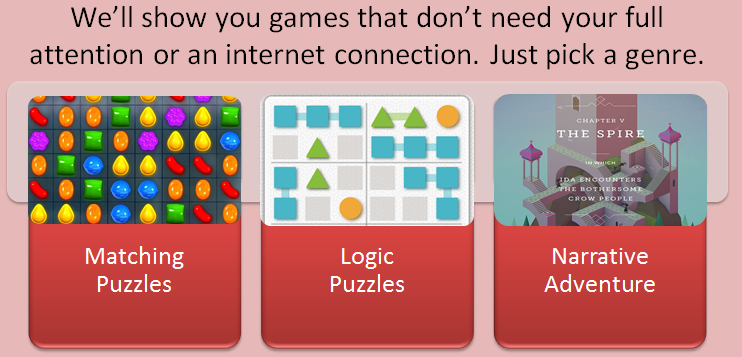 We’ll show you games that don’t need your full
attention or an internet connection. Just pick a genre.
CHAPTER V
THE SPIRE
IN WHICH
IDA ENCOUNTERS
THE BOTHERSOME
CROW PEOPLE
Matching
Puzzles
Logic
Puzzles
Narrative
Adventure